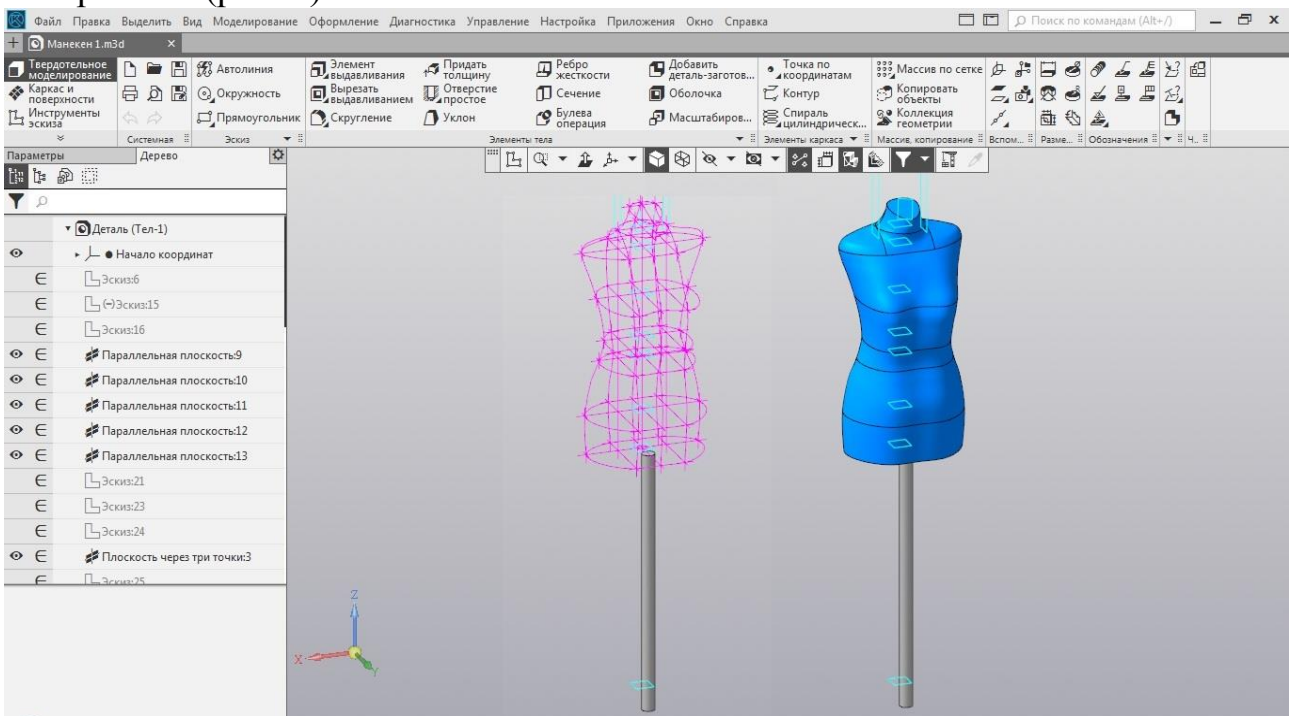 Файл Правка Выделить Вид Моделирование Оформление Диагностика Управление Настройка Приложения Окно Справка Поиск по командам (Alt+/)
Манекен 1.m3d
Твердотельное моделирование
Каркас и поверхности
Инструменты эскиза
Системная
Автолиния
Окружность
Прямоугольник
Эскиз
Элемент выдавливания
Вырезать выдавливанием
Скругление
Придать толщину
Отверстие простое
Уклон
Ребро жесткости
Сечение
Булева операция
Добавить деталь-заготов...
Оболочка
Масштабиров...
Элементы тела
Точка по координатам
Контур
Спираль цилиндрическ...
Элементы каркаса
Массив по сетке
Копировать объекты
Коллекция геометрии
Массив, копирование
Вспом...
Разме...
Обозначения
Ч...
Параметры Дерево
Деталь (Тел-1)
Начало координат
Эскиз:6
(-)Эскиз:15
Эскиз:16
Параллельная плоскость:9
Параллельная плоскость:10
Параллельная плоскость:11
Параллельная плоскость:12
Параллельная плоскость:13
Эскиз:21
Эскиз:23
Эскиз:24
Плоскость через три точки:3
Эскиз:25
Z
X
Y